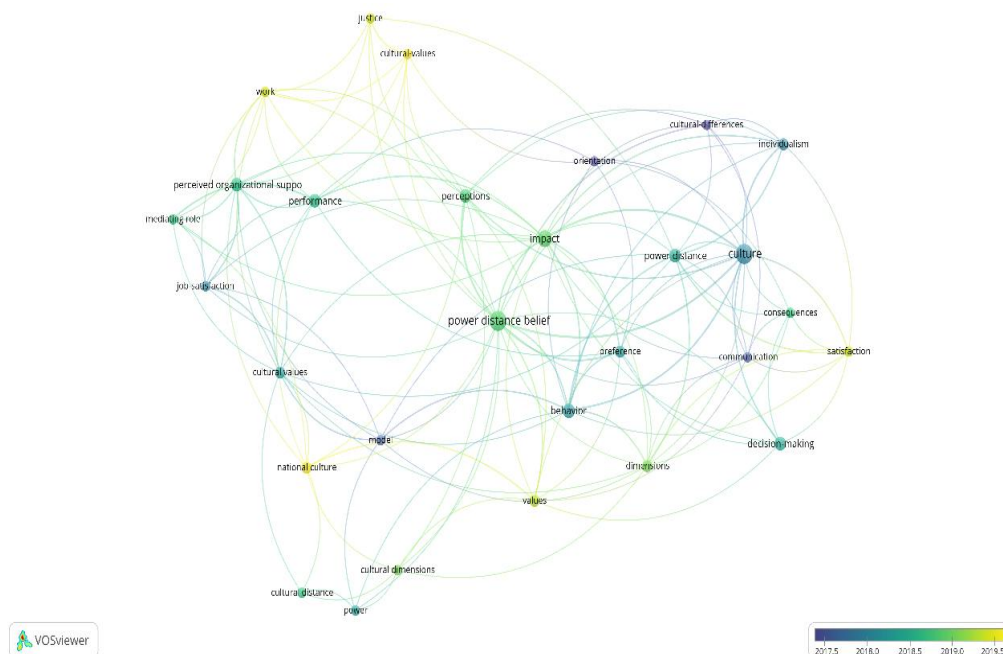 justice
cultural-values
work
cultural-differences
individualism
orientation
perceived organizational suppo
perceptions
performance
mediating role
impact
culture
power distance
job-satisfaction
consequences
power distance belief
preference
communication
satisfaction
cultural values
behavior
model
decision-making
national culture
dimensions
values
cultural dimensions
cultural distance
power
VOSviewer
2017.5 2018.0 2018.5 2019.0 2019.5